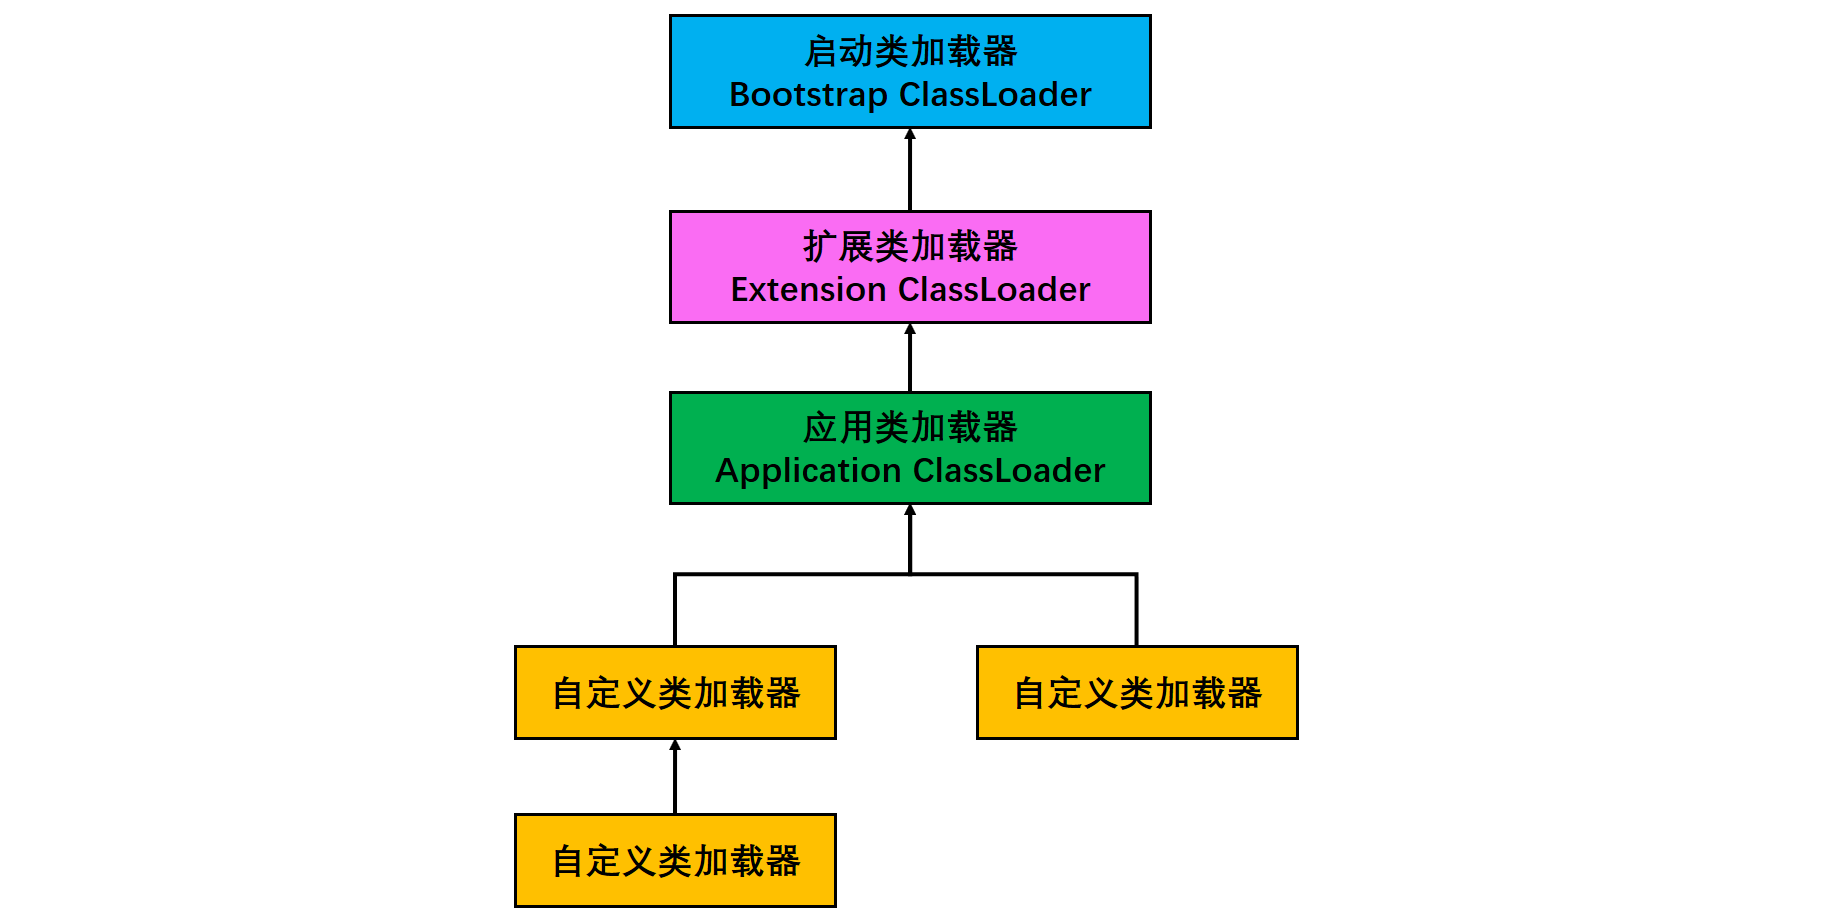 启动类加载器
Bootstrap ClassLoader
扩展类加载器
Extension ClassLoader
应用类加载器
Application ClassLoader
自定义类加载器
自定义类加载器
自定义类加载器